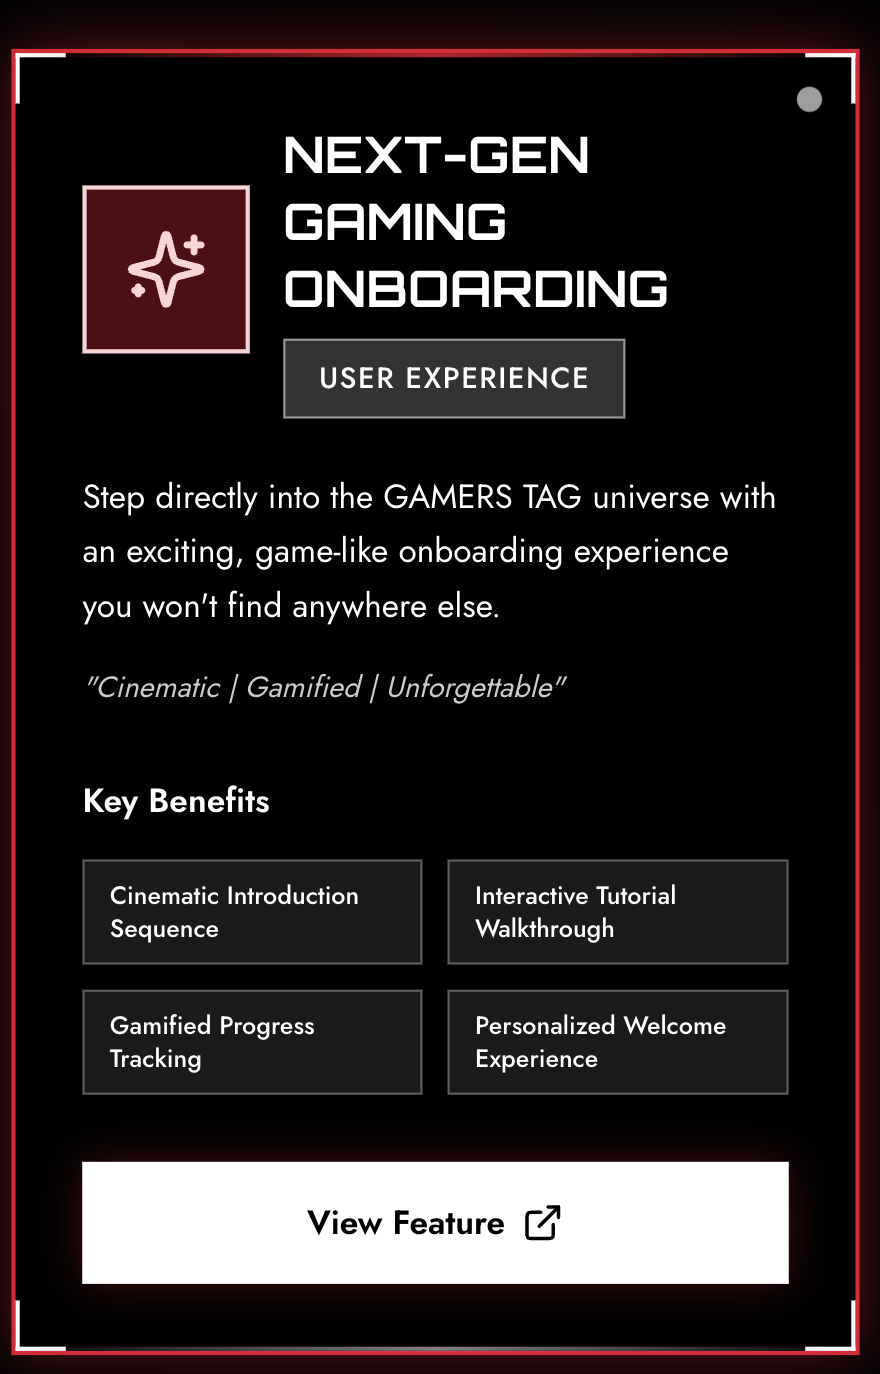 NEXT-GEN
GAMING
ONBOARDING
USER EXPERIENCE
Step directly into the GAMERS TAG universe with
an exciting, game-like onboarding experience
you won't find anywhere else.
"Cinematic | Gamified | Unforgettable"
Key Benefits
Cinematic Introduction
Sequence
Interactive Tutorial
Walkthrough
Gamified Progress
Tracking
Personalized Welcome
Experience
View Feature